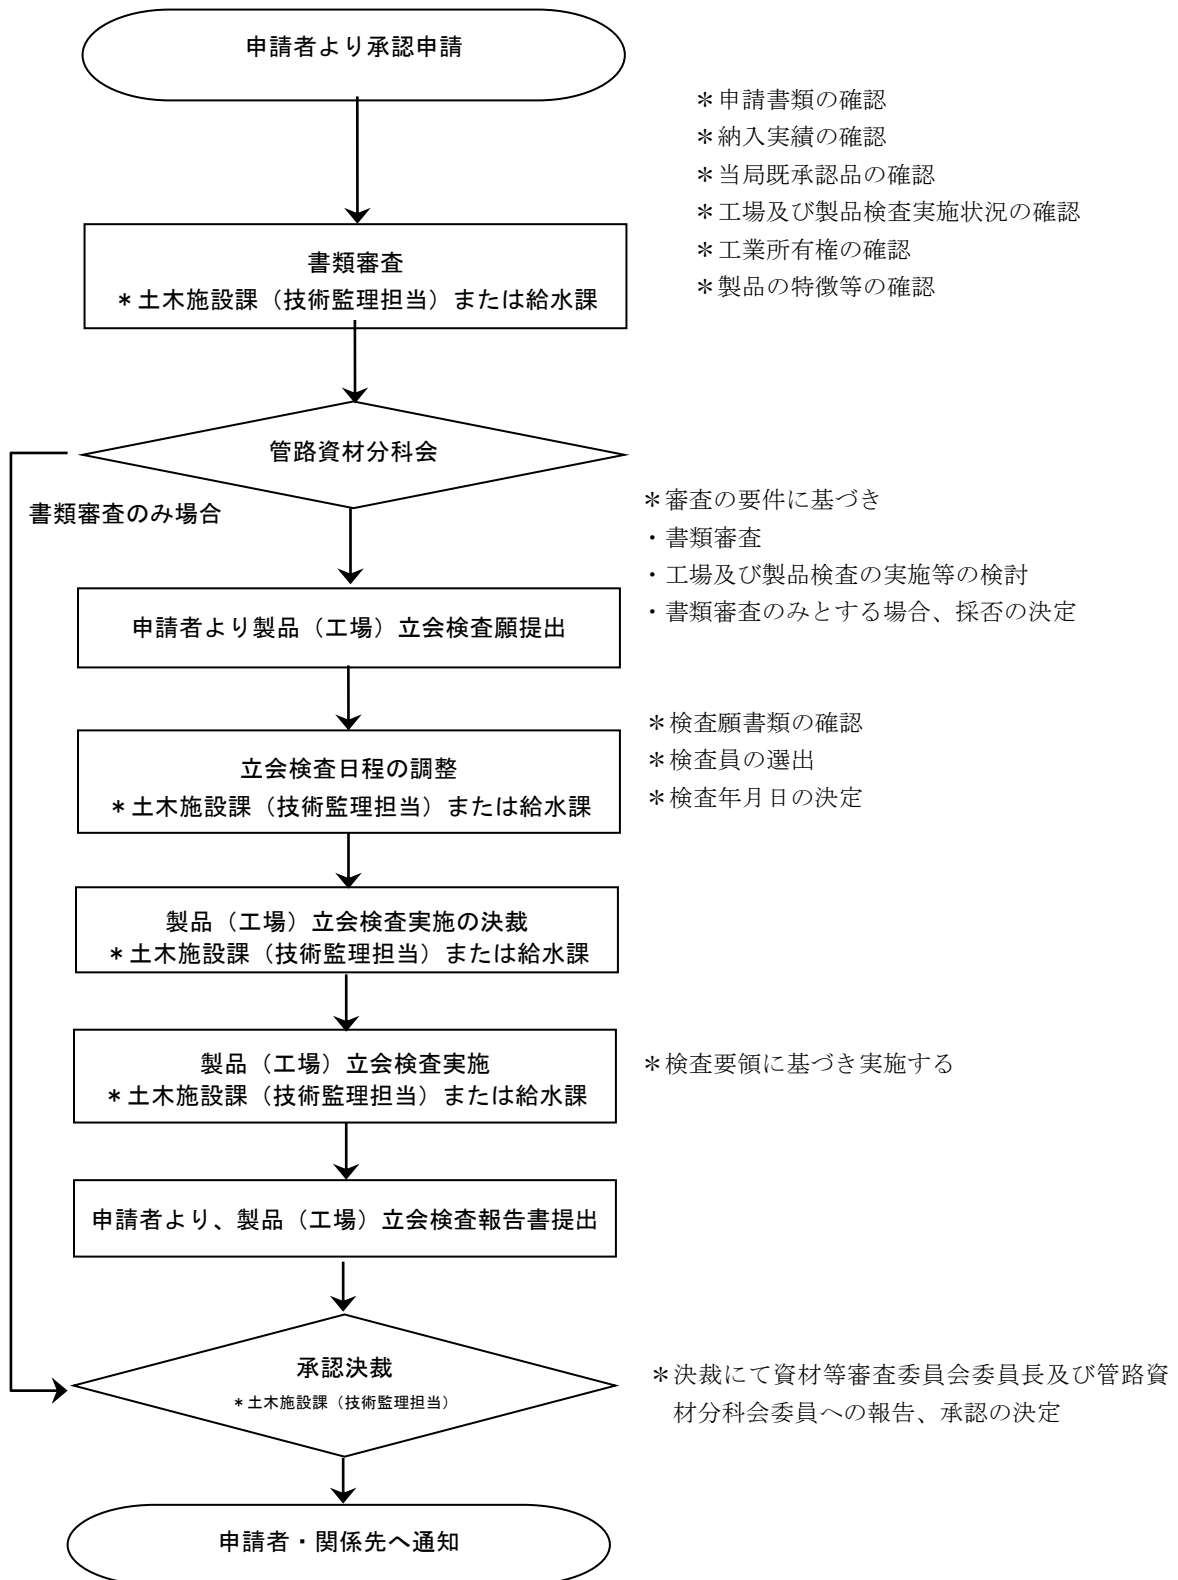 申請者より承認申請
＊申請書類の確認
＊納入実績の確認
＊当局既承認品の確認
＊工場及び製品検査実施状況の確認
＊工業所有権の確認
＊製品の特徴等の確認
書類審査
＊土木施設課（技術監理担当）または給水課
管路資材分科会
書類審査のみ場合
＊審査の要件に基づき
・書類審査
・工場及び製品検査の実施等の検討
・書類審査のみとする場合、採否の決定
申請者より製品（工場）立会検査願提出
立会検査日程の調整
＊土木施設課（技術監理担当）または給水課
＊検査願書類の確認
＊検査員の選出
＊検査年月日の決定
製品（工場）立会検査実施の決裁
＊土木施設課（技術監理担当）または給水課
製品（工場）立会検査実施
＊土木施設課（技術監理担当）または給水課
＊検査要領に基づき実施する
申請者より、製品（工場）立会検査報告書提出
承認決裁
＊土木施設課（技術監理担当）
＊決裁にて資材等審査委員会委員長及び管路資
材分科会委員への報告、承認の決定
申請者・関係先へ通知